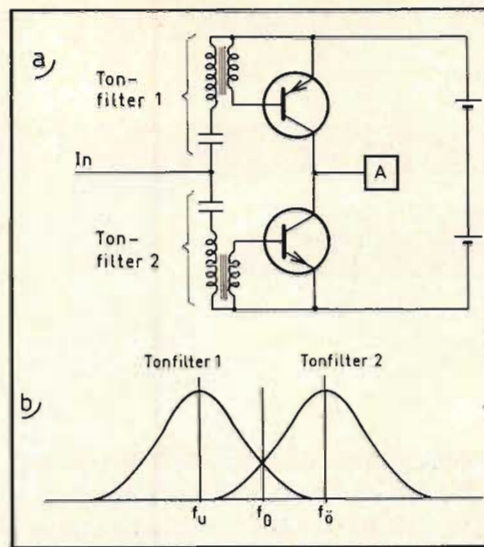 a)
Ton-
filter 1
In
A
Ton-
filter 2
b)
Tonfilter 1 Tonfilter 2
fu f0 fö